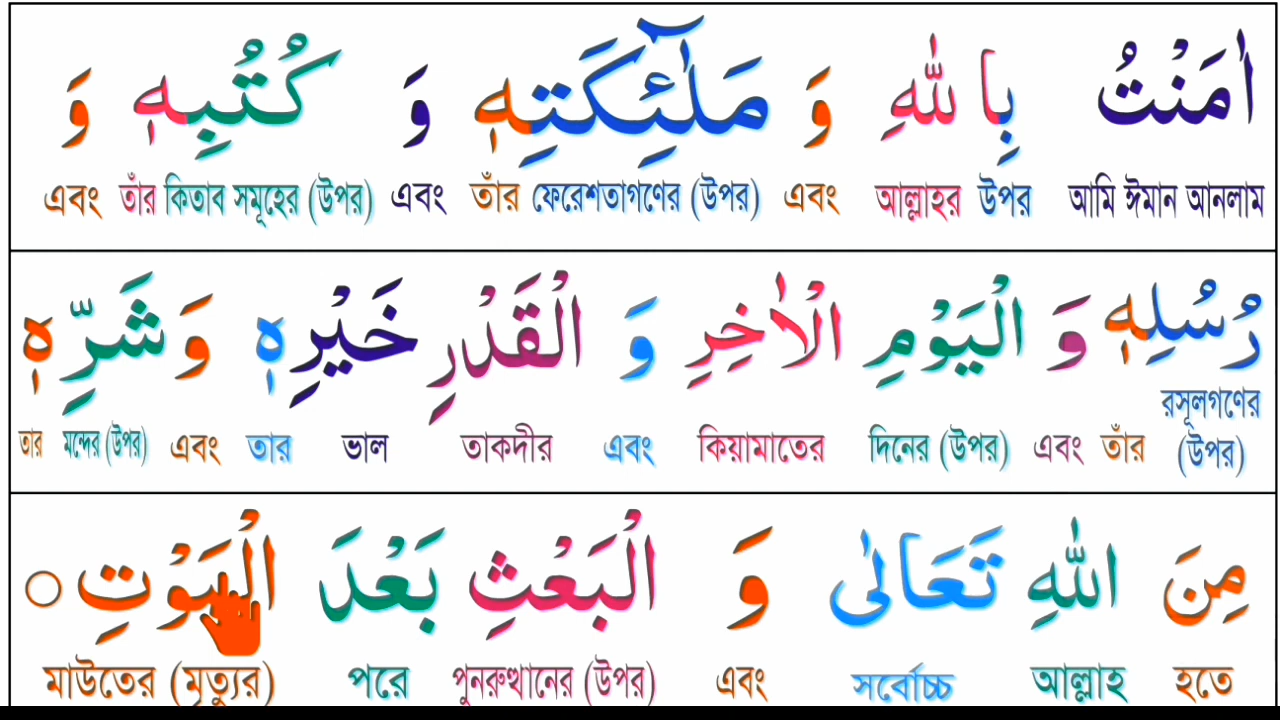 اٰمَنْتُ بِا للّٰهِ وَ مَلٰٓئِكَتِهٖ وَ كُتُبِهٖ وَ
আমি ঈমান আনলাম উপর আল্লাহর এবং ফেরেশতাগণের (উপর) তাঁর এবং কিতাব সমূহের (উপর) তাঁর এবং
رُسُلِهٖ وَ الْيَوْمِ الْاٰخِرِ وَ الْقَدْرِ خَيْرِهٖ وَ شَرِّهٖ
রসূলগণের (উপর) তাঁর এবং দিনের (উপর) কিয়ামাতের এবং তাকদীর ভাল তার এবং মন্দের (উপর) তার
مِنَ اللّٰهِ تَعَالٰى وَ الْبَعْثِ بَعْدَ الْمَوْتِ
হতে আল্লাহ সর্বোচ্চ এবং পুনরুত্থানের (উপর) পরে মাউতের (মৃত্যুর)